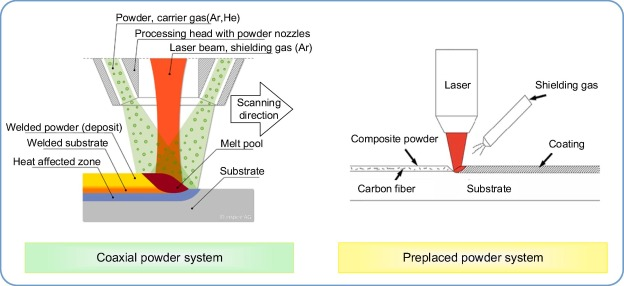 Powder, carrier gas(Ar,He)
Processing head with powder nozzles
Laser beam, shielding gas (Ar)
Scanning
direction
Welded powder (deposit)
Welded substrate
Heat affected zone
Melt pool
Substrate
Coaxial powder system
Laser
Shielding gas
Composite powder
Coating
Carbon fiber
Substrate
Preplaced powder system